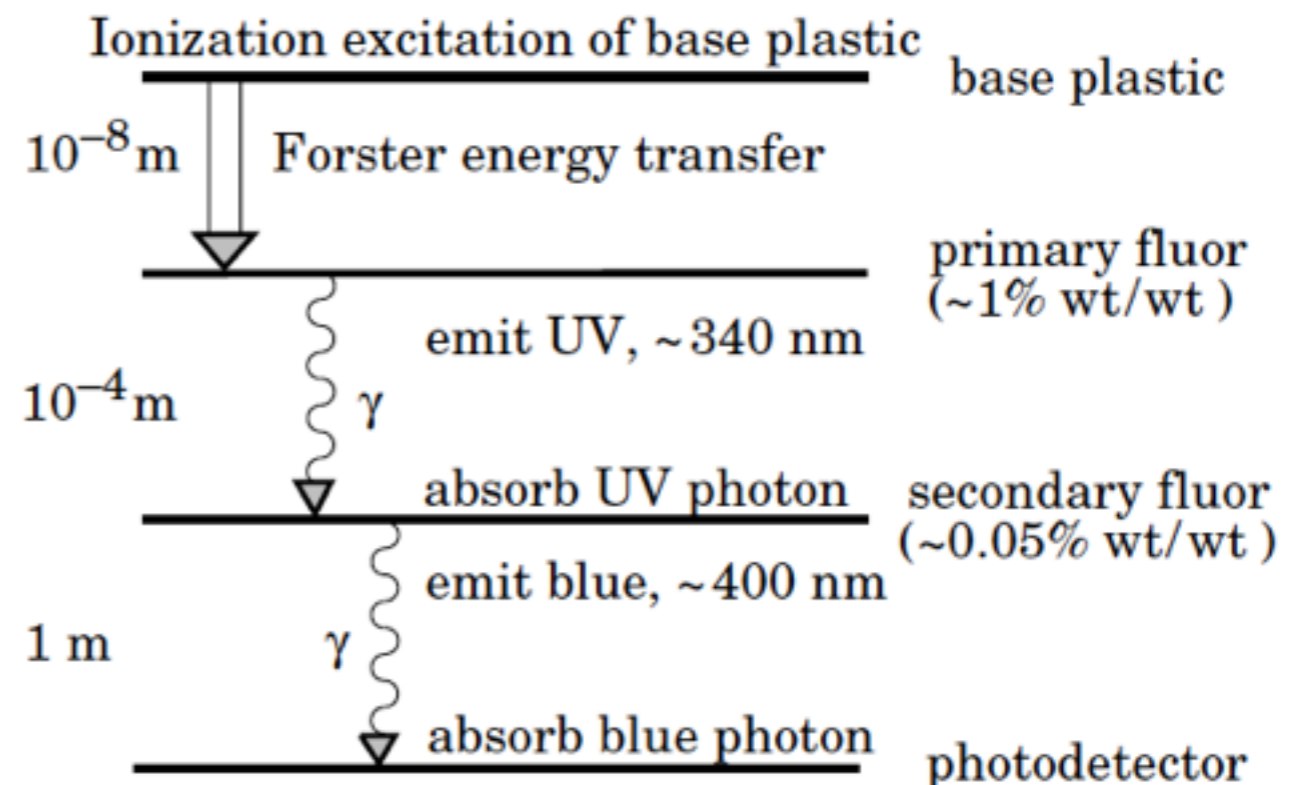 Ionization excitation of base plastic
base plastic
10⁻⁸ m
Forster energy transfer
primary fluor
(~1% wt/wt )
emit UV, ~340 nm
10⁻⁴ m
γ
absorb UV photon
secondary fluor
(~0.05% wt/wt )
emit blue, ~400 nm
1 m
γ
absorb blue photon
photodetector